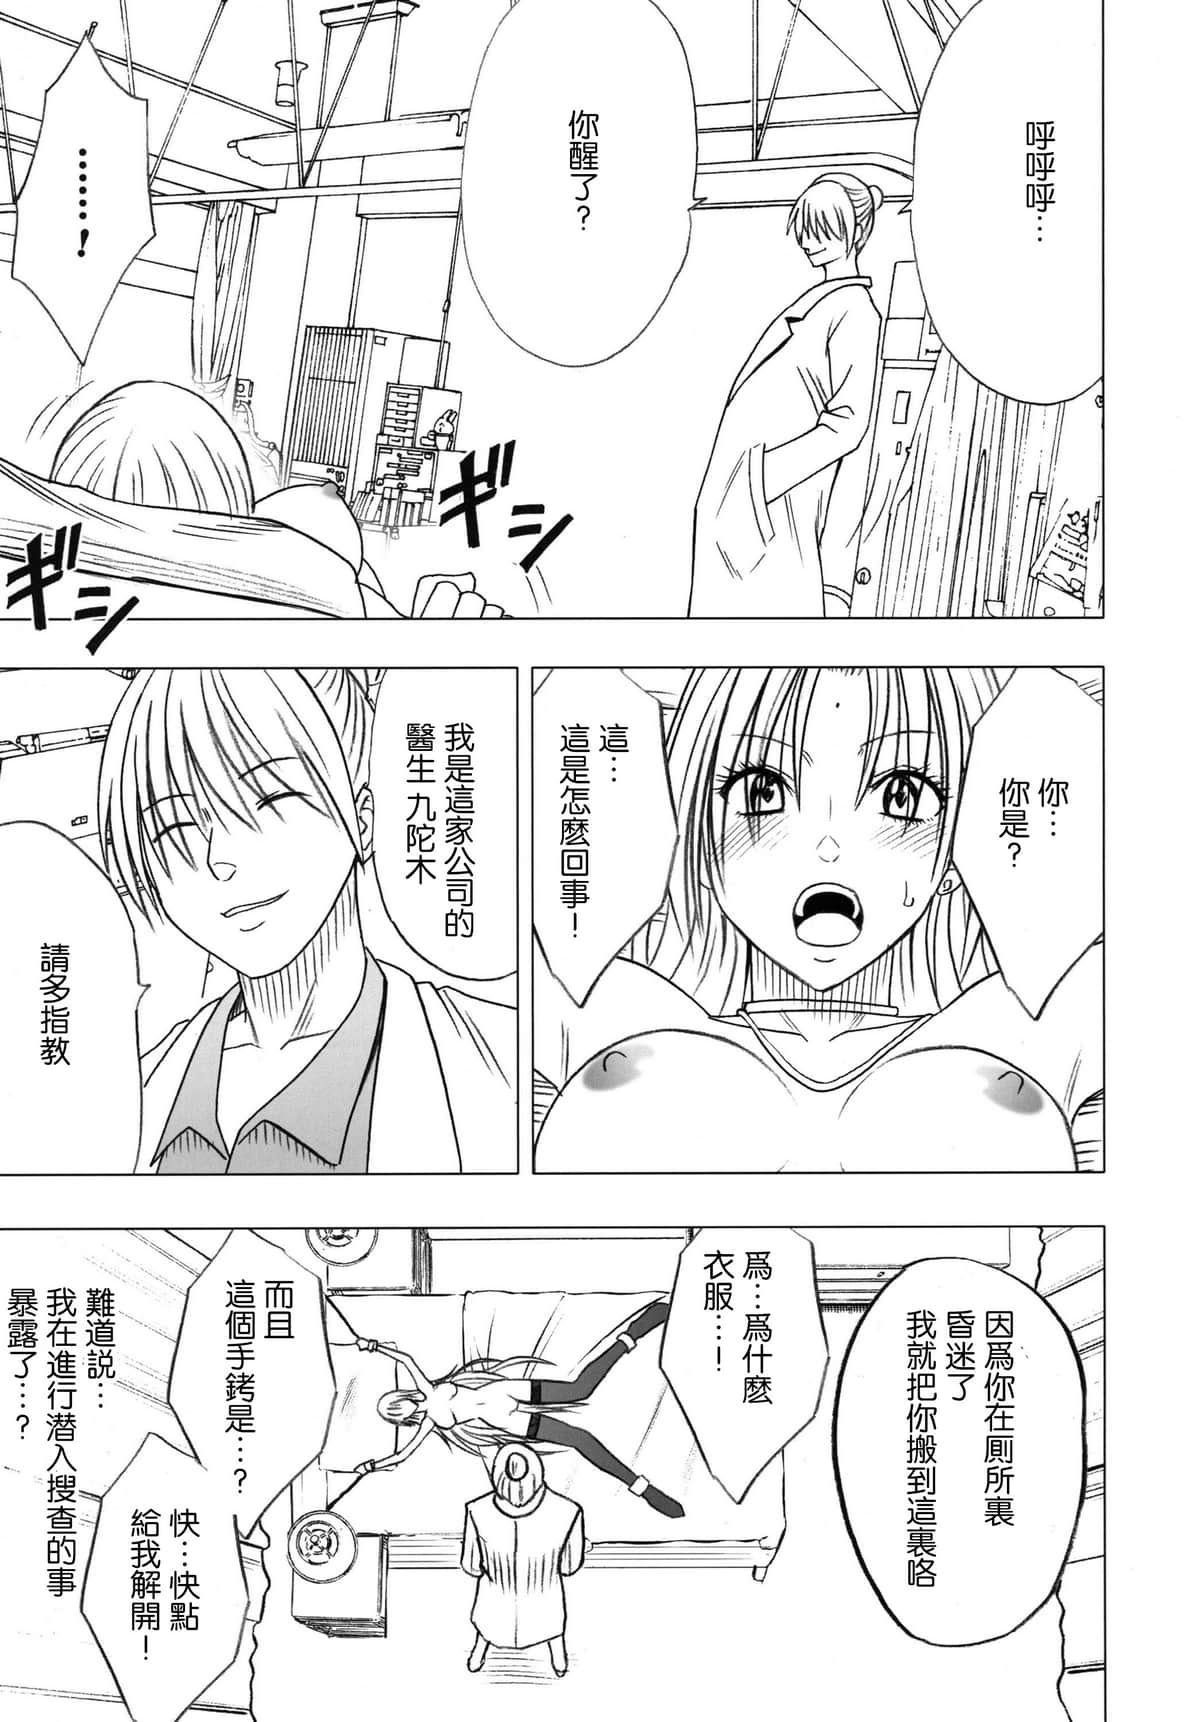 呼呼呼…
你醒了?
……!
ギシ
ギシ
你…
你是?
這…
這是怎麽回事!
我是這家公司的
醫生 九陀木
請多指教
因爲你在厠所裏
昏迷了
我就把你搬到這裏咯
爲…爲什麽
衣服…!
而且
這個手銬是…?
快…快點
給我解開!
難道説…
我在進行潜入搜查的事
暴露了…?